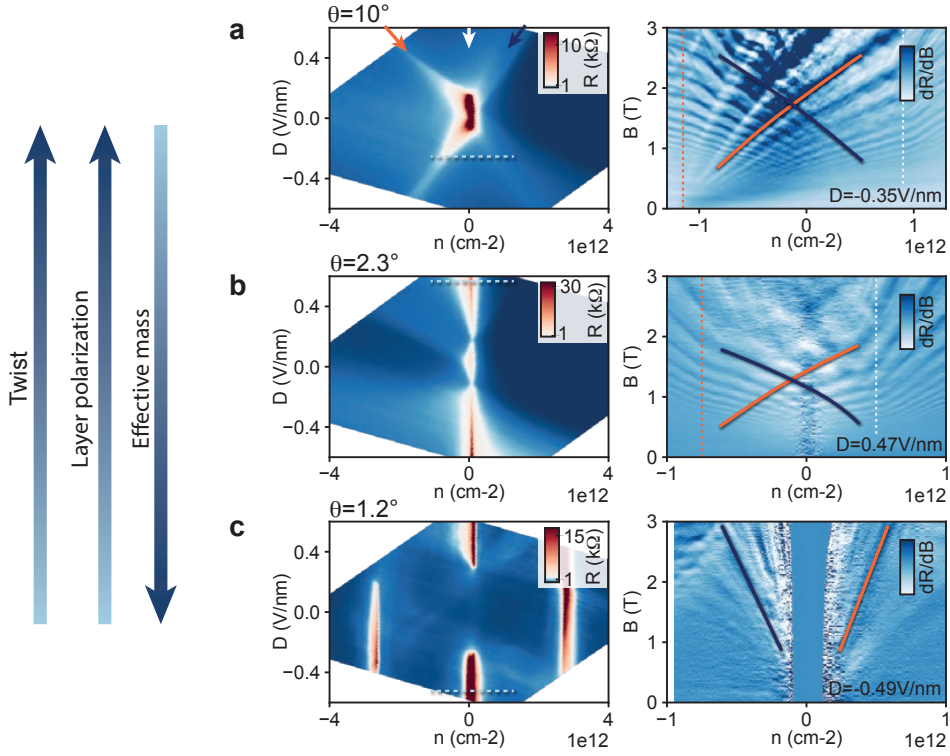 Twist
Layer polarization
Effective mass
a
θ=10°
D (V/nm)
0.4
0.0
−0.4
−4
−2
0
2
4
n (cm-2)
1e12
10
1
R (kΩ)
B (T)
3
2
1
0
−1
0
1
n (cm-2)
1e12
dR/dB
D=-0.35V/nm
b
θ=2.3°
D (V/nm)
0.4
0.0
−0.4
−4
−2
0
2
4
n (cm-2)
1e12
30
1
R (kΩ)
B (T)
3
2
1
0
−1
0
1
n (cm-2)
1e12
dR/dB
D=0.47V/nm
c
θ=1.2°
D (V/nm)
0.4
0.0
−0.4
−4
−2
0
2
4
n (cm-2)
1e12
15
1
R (kΩ)
B (T)
3
2
1
0
−1
0
1
n (cm-2)
1e12
dR/dB
D=-0.49V/nm